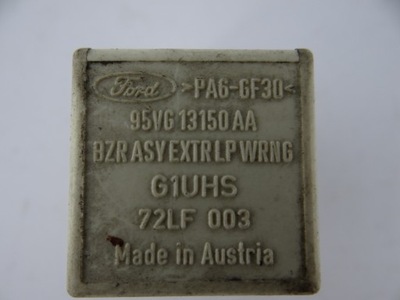 Ford >PA6-GF30<
95VG 13150 AA
BZR ASY EXTR LP WRNG
G1UHS
72LF 003
Made in Austria